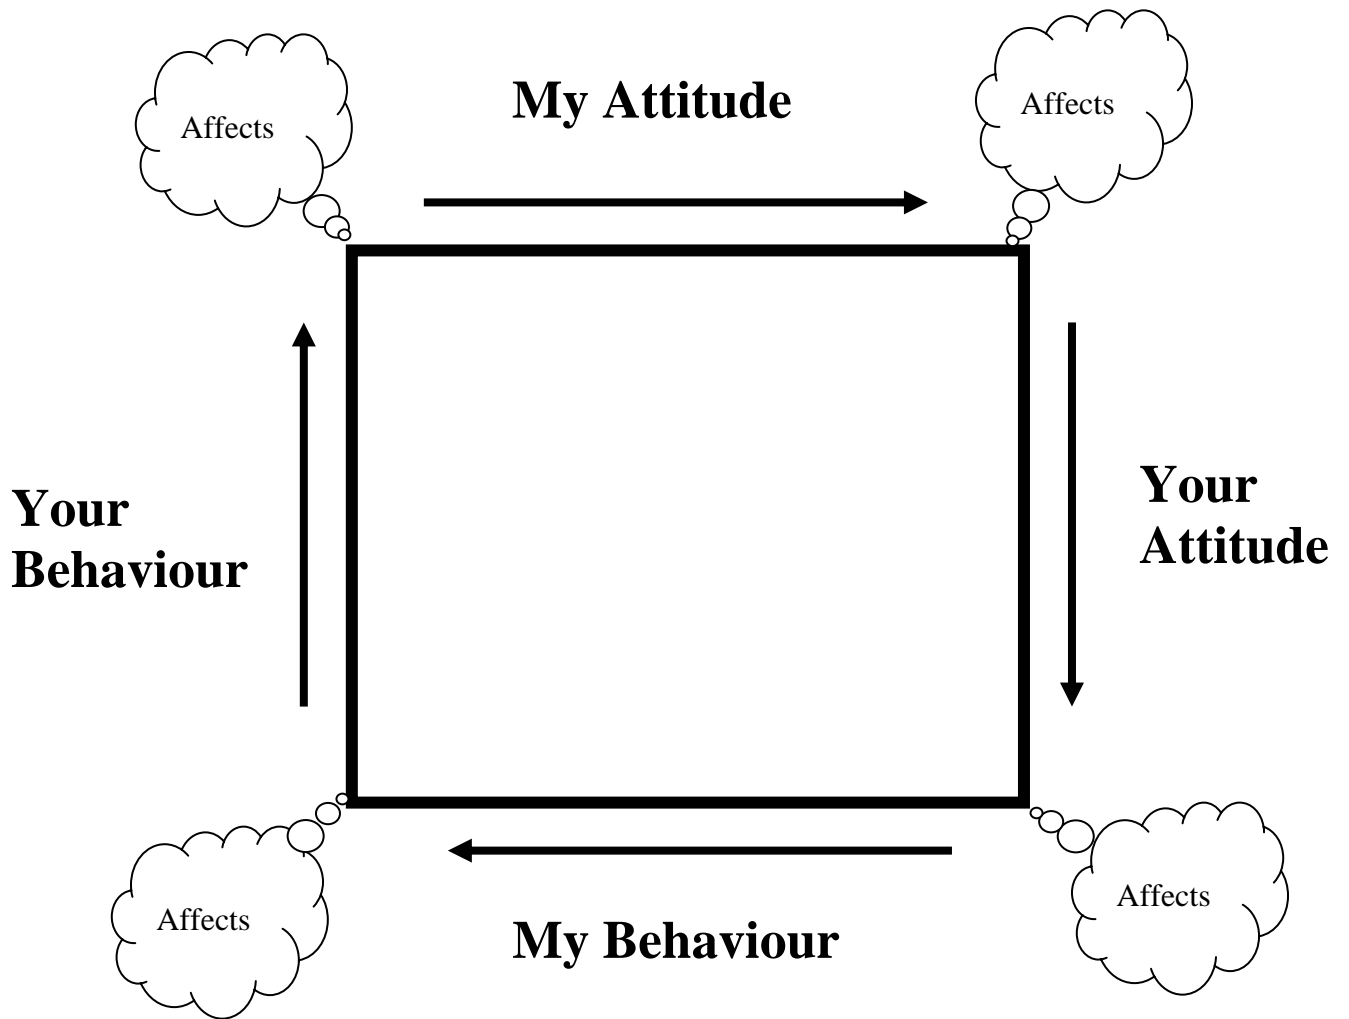 Affects
My Attitude
Affects
Your
Behaviour
Your
Attitude
Affects
My Behaviour
Affects